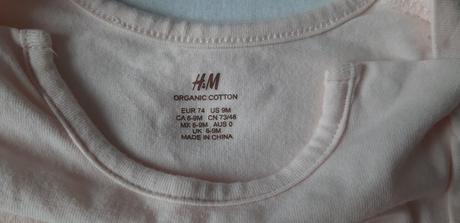 H&M
ORGANIC COTTON
EUR 74 US 9M
CA 6-9M CN 73/48
MX 6-9M AUS 0
UK 6-9M
MADE IN CHINA